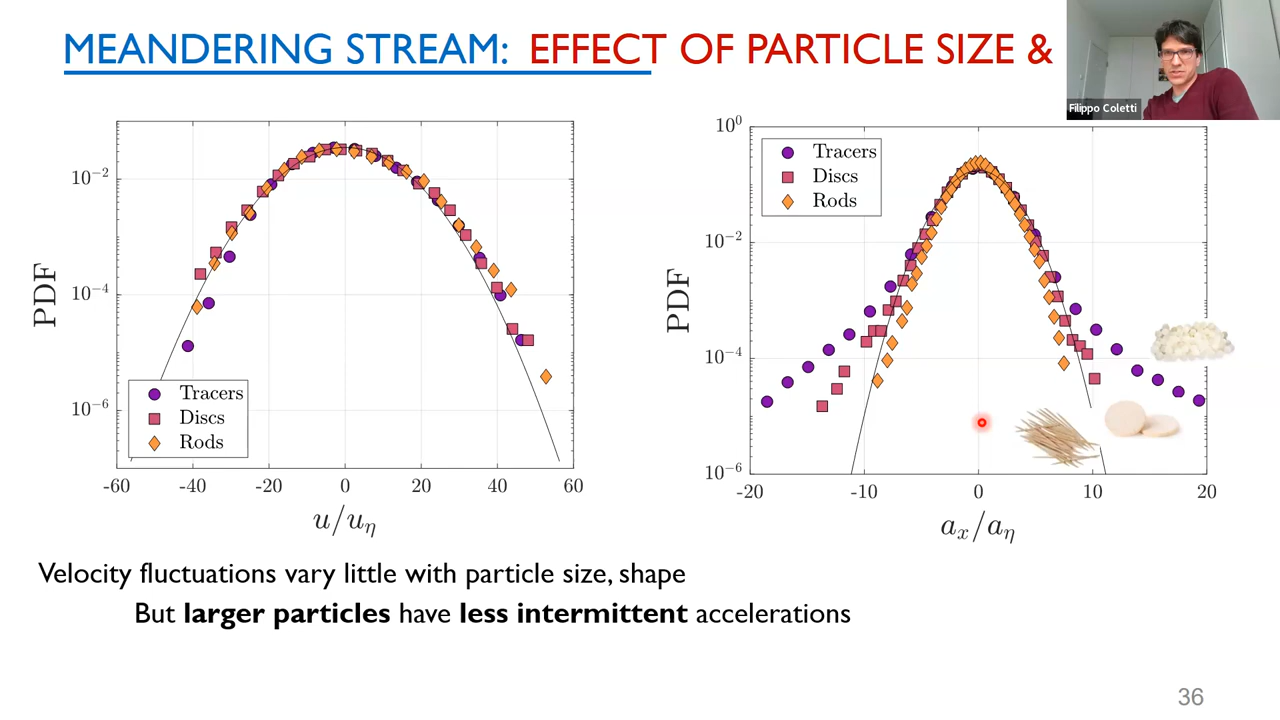 MEANDERING STREAM: EFFECT OF PARTICLE SIZE &
Filippo Coletti
PDF
10^-2
10^-4
10^-6
Tracers
Discs
Rods
-60 -40 -20 0 20 40 60
u/u_η
PDF
10^0
10^-2
10^-4
10^-6
Tracers
Discs
Rods
-20 -10 0 10 20
a_x/a_η
Velocity fluctuations vary little with particle size, shape
But larger particles have less intermittent accelerations
36